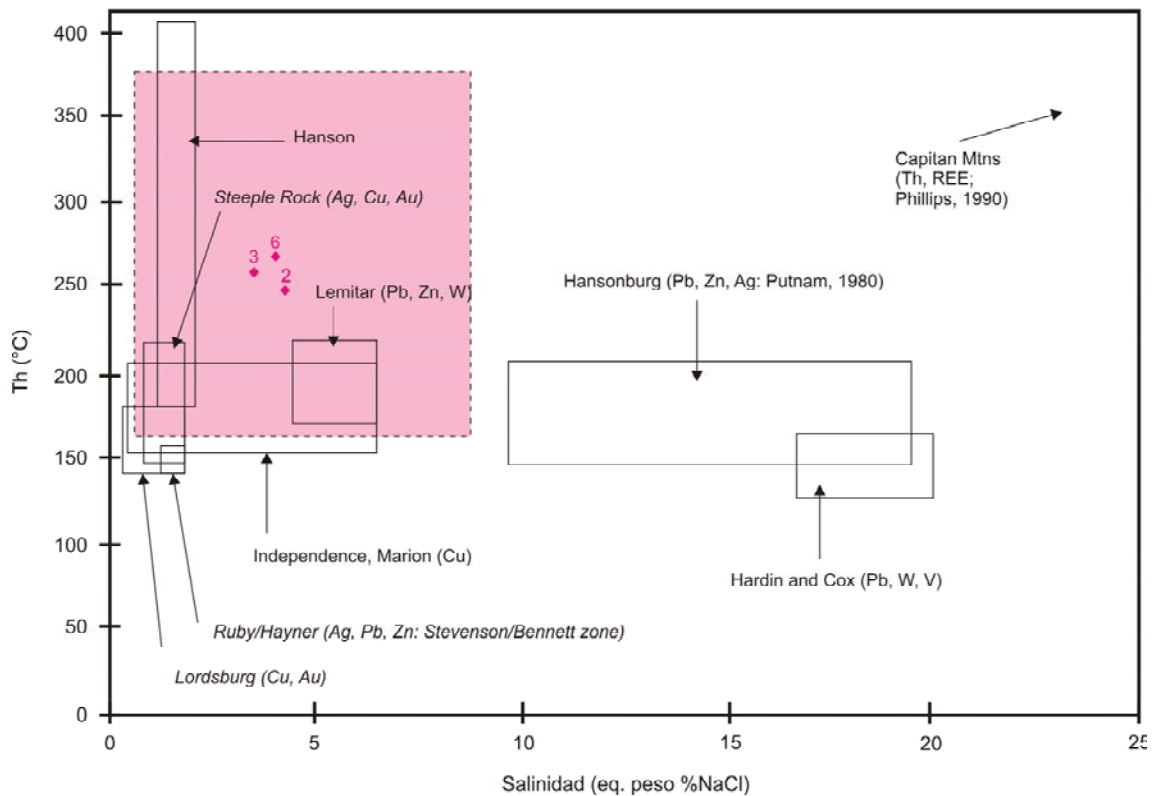 400
350
300
250
200
150
100
50
0
Th (°C)
Hanson
Steeple Rock (Ag, Cu, Au)
6
3
2
Lemitar (Pb, Zn, W)
Capitan Mtns
(Th, REE;
Phillips, 1990)
Hansonburg (Pb, Zn, Ag: Putnam, 1980)
Independence, Marion (Cu)
Hardin and Cox (Pb, W, V)
Ruby/Hayner (Ag, Pb, Zn: Stevenson/Bennett zone)
Lordsburg (Cu, Au)
0 5 10 15 20 25
Salinidad (eq. peso %NaCl)